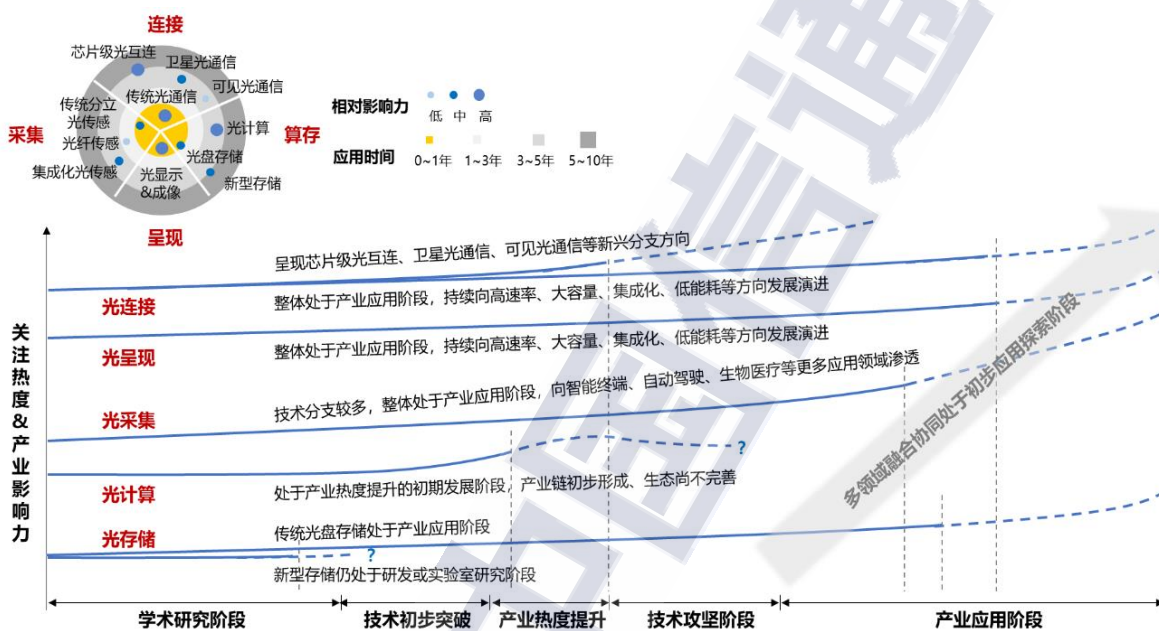 连接
芯片级光互连
卫星光通信
可见光通信
传统光通信
传统分立
光传感
采集
光纤传感
集成化光传感
光计算
算存
光盘存储
新型存储
光显示
&成像
呈现
相对影响力
低 中 高
应用时间
0~1年 1~3年 3~5年 5~10年
关注热度&产业影响力
呈现芯片级光互连、卫星光通信、可见光通信等新兴分支方向
光连接
整体处于产业应用阶段，持续向高速率、大容量、集成化、低能耗等方向发展演进
光呈现
整体处于产业应用阶段，持续向高速率、大容量、集成化、低能耗等方向发展演进
光采集
技术分支较多，整体处于产业应用阶段，向智能终端、自动驾驶、生物医疗等更多应用领域渗透
?
光计算
处于产业热度提升的初期发展阶段，产业链初步形成、生态尚不完善
光存储
传统光盘存储处于产业应用阶段
?
新型存储仍处于研发或实验室研究阶段
多领域融合协同处于初步应用探索阶段
学术研究阶段 技术初步突破 产业热度提升 技术攻坚阶段 产业应用阶段
中国信通